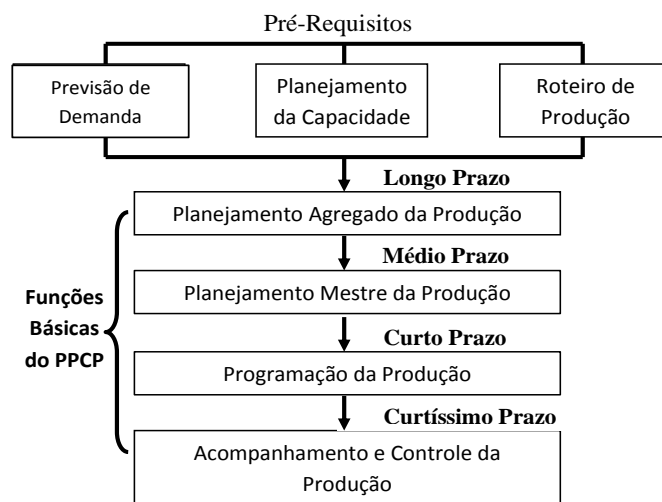 Pré-Requisitos
Previsão de
Demanda
Planejamento
da Capacidade
Roteiro de
Produção
Longo Prazo
Planejamento Agregado da Produção
Médio Prazo
Planejamento Mestre da Produção
Funções
Básicas
do PPCP
Curto Prazo
Programação da Produção
Curtíssimo Prazo
Acompanhamento e Controle da
Produção